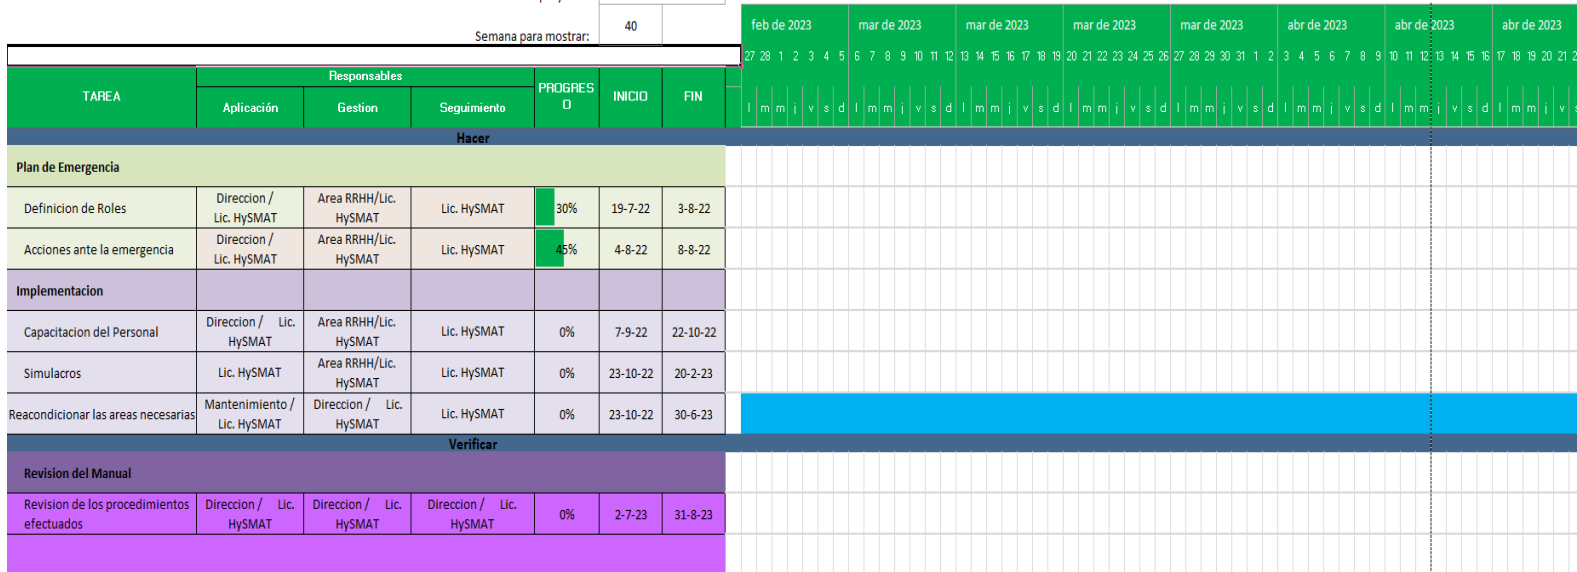 Semana para mostrar: 40
feb de 2023 mar de 2023 mar de 2023 mar de 2023 mar de 2023 abr de 2023 abr de 2023 abr de 2023
27 28 1 2 3 4 5 6 7 8 9 10 11 12 13 14 15 16 17 18 19 20 21 22 23 24 25 26 27 28 29 30 31 1 2 3 4 5 6 7 8 9 10 11 12 13 14 15 16 17 18 19 20 21
l m m j v s d l m m j v s d l m m j v s d l m m j v s d l m m j v s d l m m j v s d l m m j v s d l m m j v
TAREA
Responsables
Aplicación Gestion Seguimiento
PROGRES
O
INICIO FIN
Hacer
Plan de Emergencia
Definicion de Roles
Direccion /
Lic. HySMAT
Area RRHH/Lic.
HySMAT
Lic. HySMAT
30% 19-7-22 3-8-22
Acciones ante la emergencia
Direccion /
Lic. HySMAT
Area RRHH/Lic.
HySMAT
Lic. HySMAT
45% 4-8-22 8-8-22
Implementacion
Capacitacion del Personal
Direccion / Lic.
HySMAT
Area RRHH/Lic.
HySMAT
Lic. HySMAT
0% 7-9-22 22-10-22
Simulacros
Lic. HySMAT
Area RRHH/Lic.
HySMAT
Lic. HySMAT
0% 23-10-22 20-2-23
Reacondicionar las areas necesarias
Mantenimiento /
Lic. HySMAT
Direccion / Lic.
HySMAT
Lic. HySMAT
0% 23-10-22 30-6-23
Verificar
Revision del Manual
Revision de los procedimientos
efectuados
Direccion / Lic.
HySMAT
Direccion / Lic.
HySMAT
Direccion / Lic.
HySMAT
0% 2-7-23 31-8-23